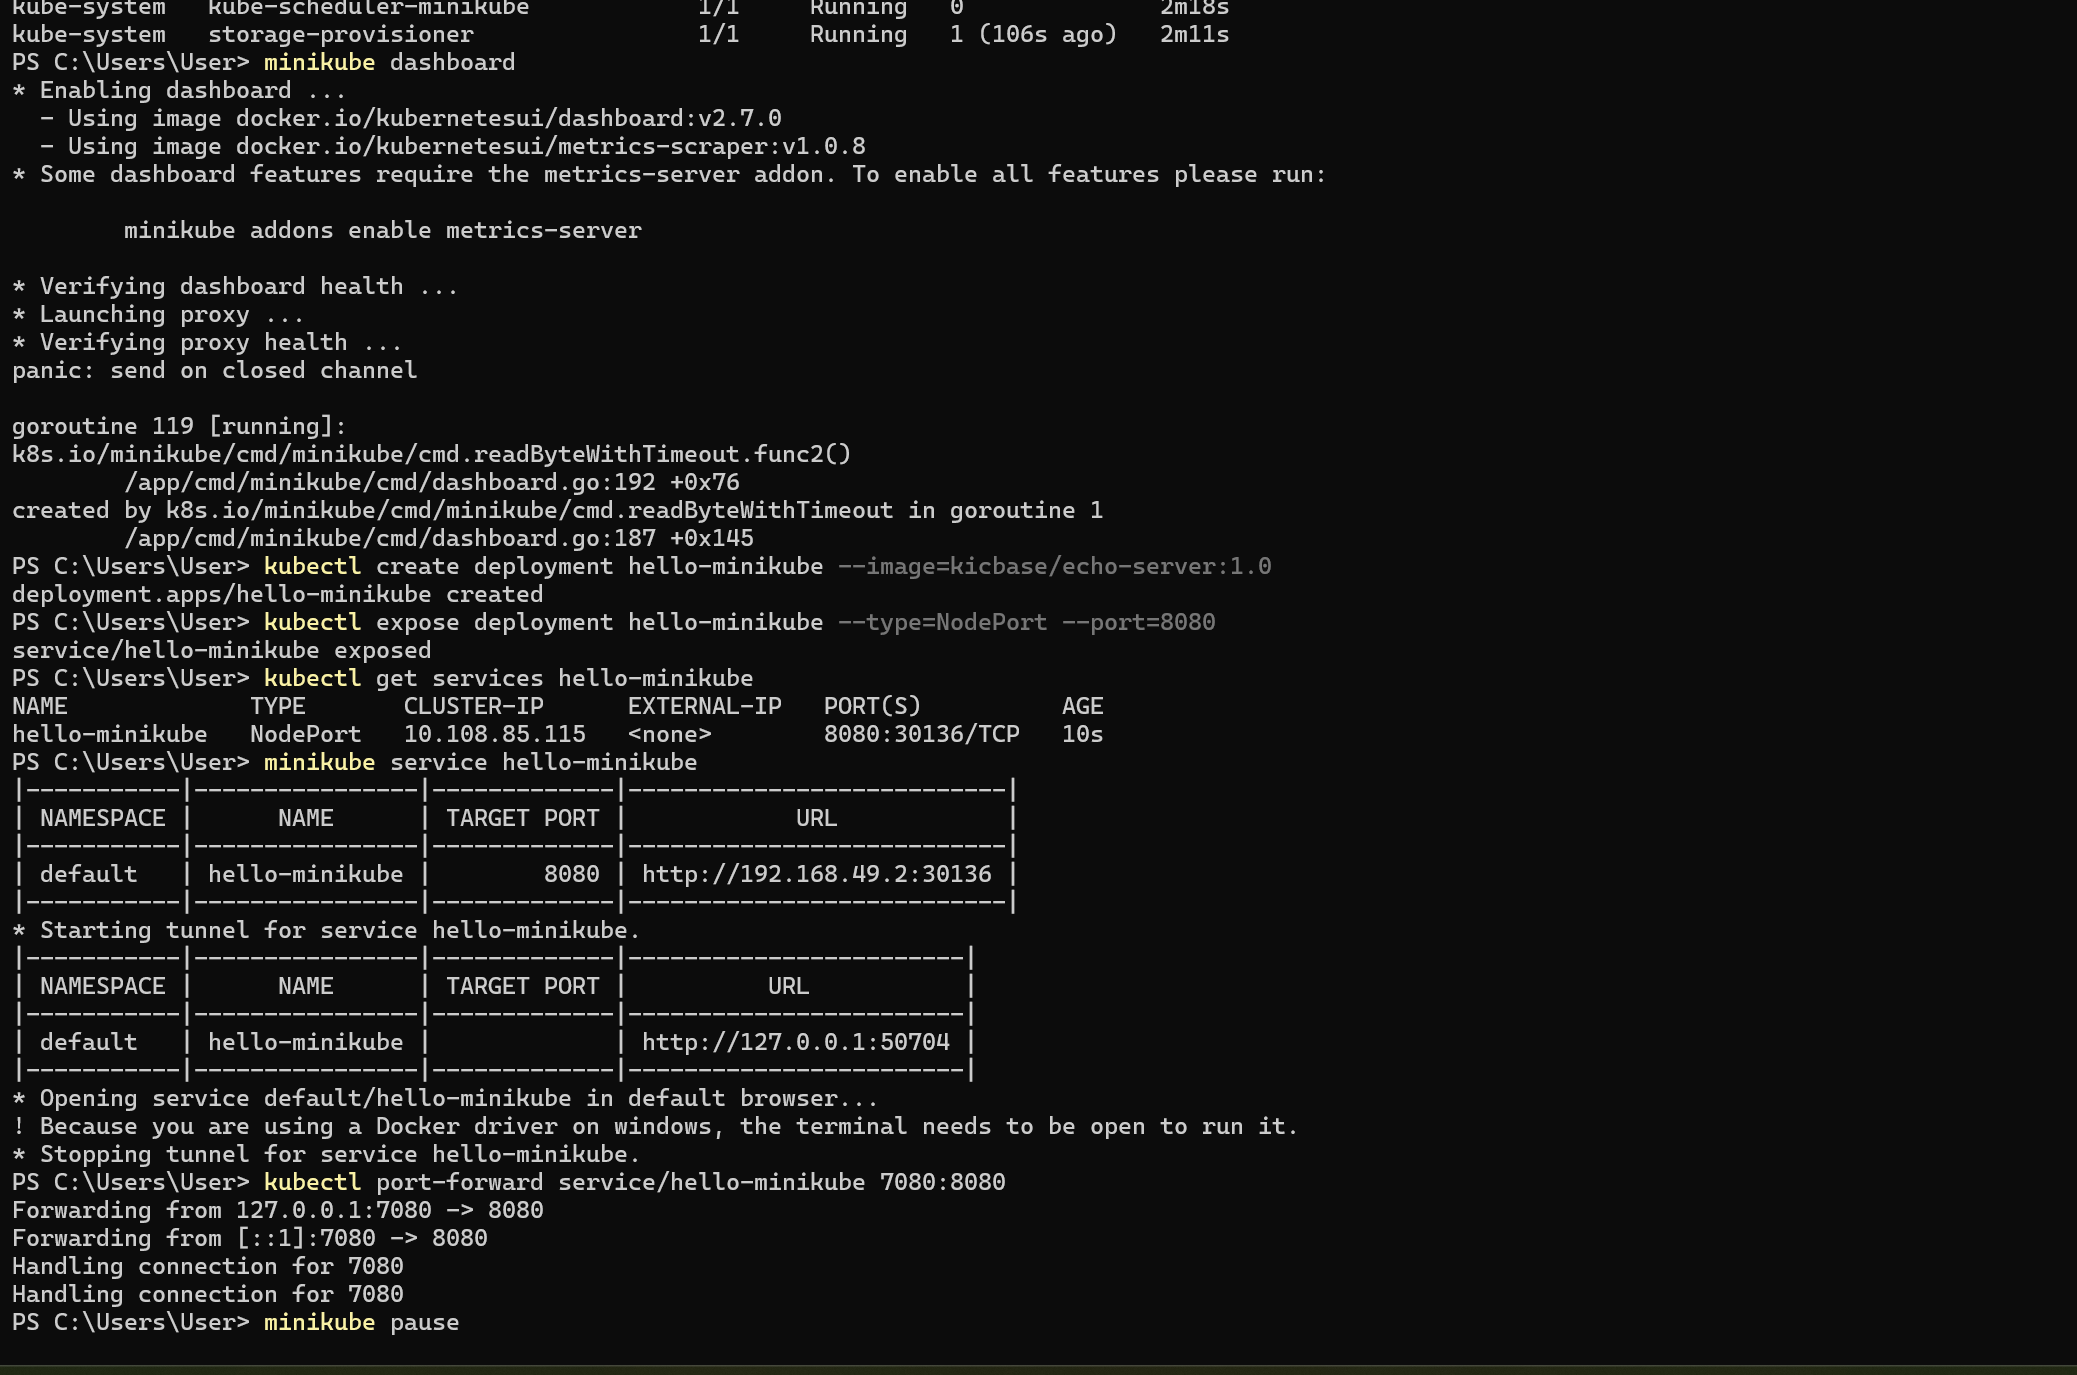 kube-system   kube-scheduler-minikube            1/1     Running   0               2m18s
kube-system   storage-provisioner                1/1     Running   1 (106s ago)   2m11s
PS C:\Users\User> minikube dashboard
* Enabling dashboard ...
  - Using image docker.io/kubernetesui/dashboard:v2.7.0
  - Using image docker.io/kubernetesui/metrics-scraper:v1.0.8
* Some dashboard features require the metrics-server addon. To enable all features please run:

        minikube addons enable metrics-server

* Verifying dashboard health ...
* Launching proxy ...
* Verifying proxy health ...
panic: send on closed channel

goroutine 119 [running]:
k8s.io/minikube/cmd/minikube/cmd.readByteWithTimeout.func2()
        /app/cmd/minikube/cmd/dashboard.go:192 +0x76
created by k8s.io/minikube/cmd/minikube/cmd.readByteWithTimeout in goroutine 1
        /app/cmd/minikube/cmd/dashboard.go:187 +0x145
PS C:\Users\User> kubectl create deployment hello-minikube --image=kicbase/echo-server:1.0
deployment.apps/hello-minikube created
PS C:\Users\User> kubectl expose deployment hello-minikube --type=NodePort --port=8080
service/hello-minikube exposed
PS C:\Users\User> kubectl get services hello-minikube
NAME             TYPE       CLUSTER-IP      EXTERNAL-IP   PORT(S)          AGE
hello-minikube   NodePort   10.108.85.115   <none>        8080:30136/TCP   10s
PS C:\Users\User> minikube service hello-minikube
|-----------|----------------|-------------|---------------------------|
| NAMESPACE |      NAME      | TARGET PORT |            URL            |
|-----------|----------------|-------------|---------------------------|
| default   | hello-minikube |        8080 | http://192.168.49.2:30136 |
|-----------|----------------|-------------|---------------------------|
* Starting tunnel for service hello-minikube.
|-----------|----------------|-------------|------------------------|
| NAMESPACE |      NAME      | TARGET PORT |          URL           |
|-----------|----------------|-------------|------------------------|
| default   | hello-minikube |             | http://127.0.0.1:50704 |
|-----------|----------------|-------------|------------------------|
* Opening service default/hello-minikube in default browser...
! Because you are using a Docker driver on windows, the terminal needs to be open to run it.
* Stopping tunnel for service hello-minikube.
PS C:\Users\User> kubectl port-forward service/hello-minikube 7080:8080
Forwarding from 127.0.0.1:7080 -> 8080
Forwarding from [::1]:7080 -> 8080
Handling connection for 7080
Handling connection for 7080
PS C:\Users\User> minikube pause